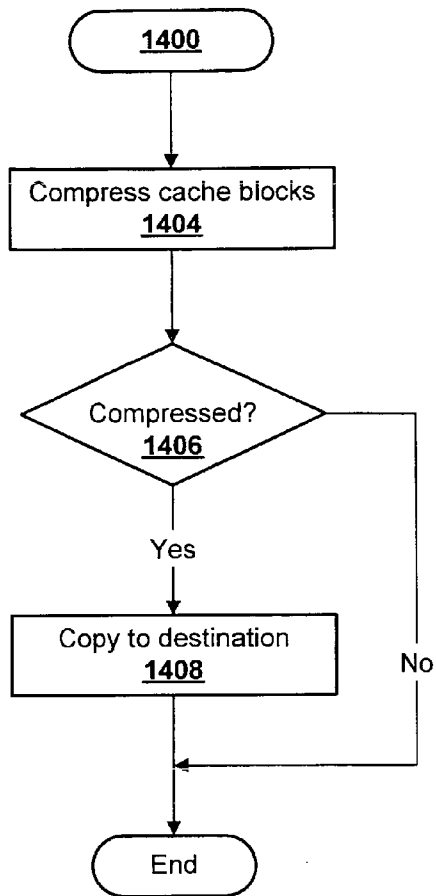 1400
Compress cache blocks
1404
Compressed?
1406
Yes
Copy to destination
1408
No
End